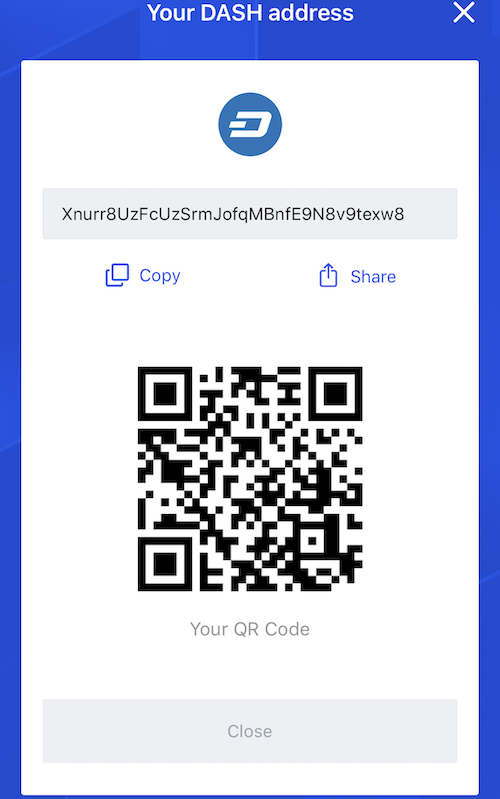 Your DASH address
Xnurr8UzFcUzSrmJofqMBnfE9N8v9texw8
Copy
Share
Your QR Code
Close